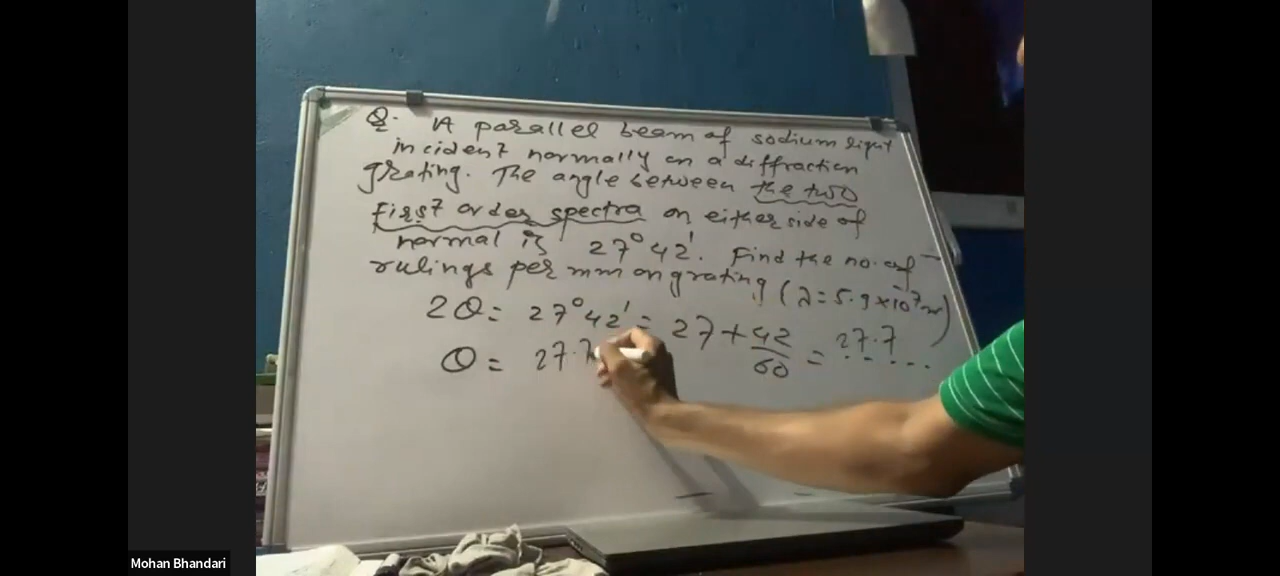 Q. A parallel beam of sodium light
incident normally on a diffraction
grating. The angle between the two
first order spectra on either side of
normal is 27° 42'. Find the no. of
rulings per mm on grating (λ = 5.9 × 10⁻⁷ m)
2θ = 27° 42' = 27 + 42/60 = 27.7
θ = 27.7
Mohan Bhandari